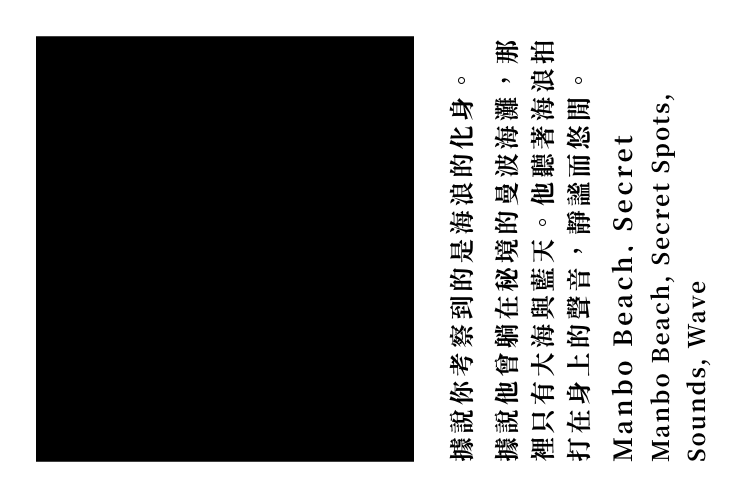 據說你考察到的是海浪的化身。
據說他曾躺在秘境的曼波海灘，那
裡只有大海與藍天。他聽著海浪拍
打在身上的聲音，靜謐而悠閒。
Manbo Beach. Secret
Manbo Beach, Secret Spots,
Sounds, Wave